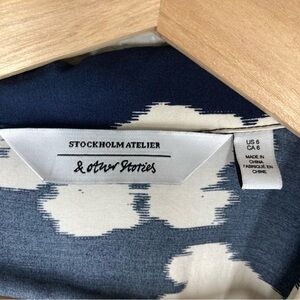 STOCKHOLM ATELIER
& other Stories
US 6
CA 6
MADE IN
CHINA
FABRIQUÉ EN
CHINE